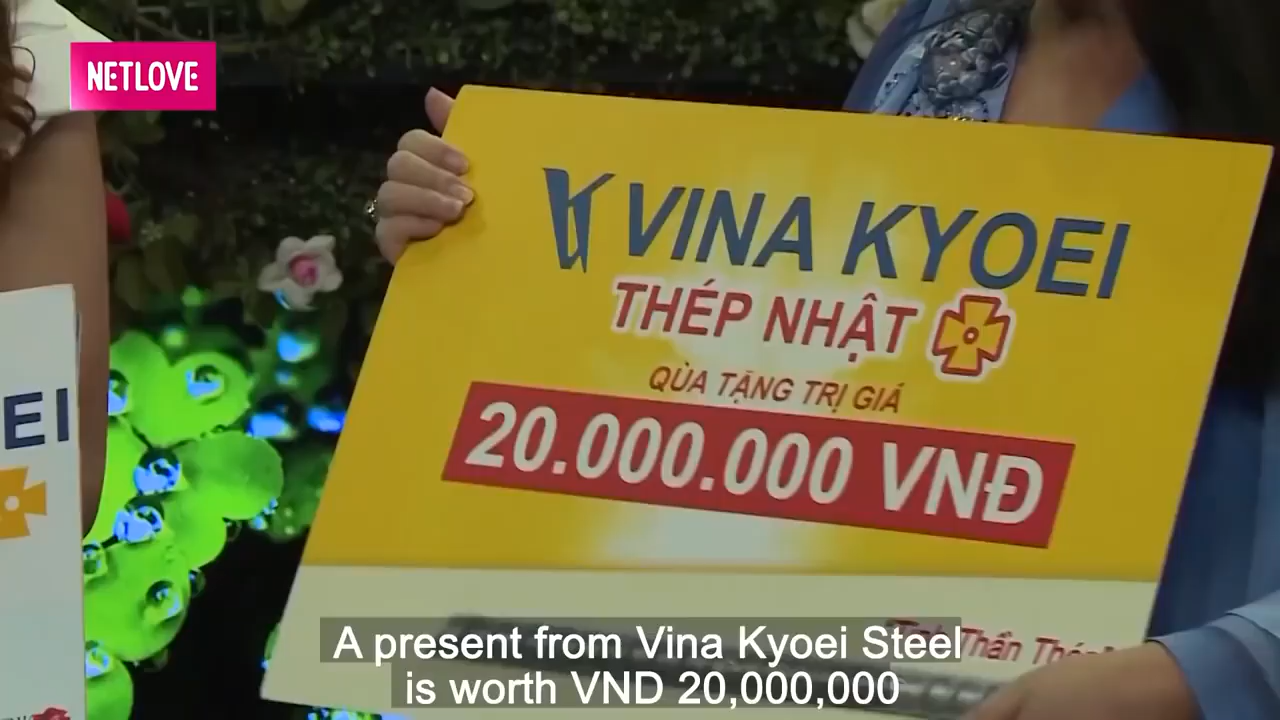 NETLOVE
VINA KYOEI
THÉP NHẬT
QÙA TẶNG TRỊ GIÁ
20.000.000 VNĐ
EI
A present from Vina Kyoei Steel
is worth VND 20,000,000